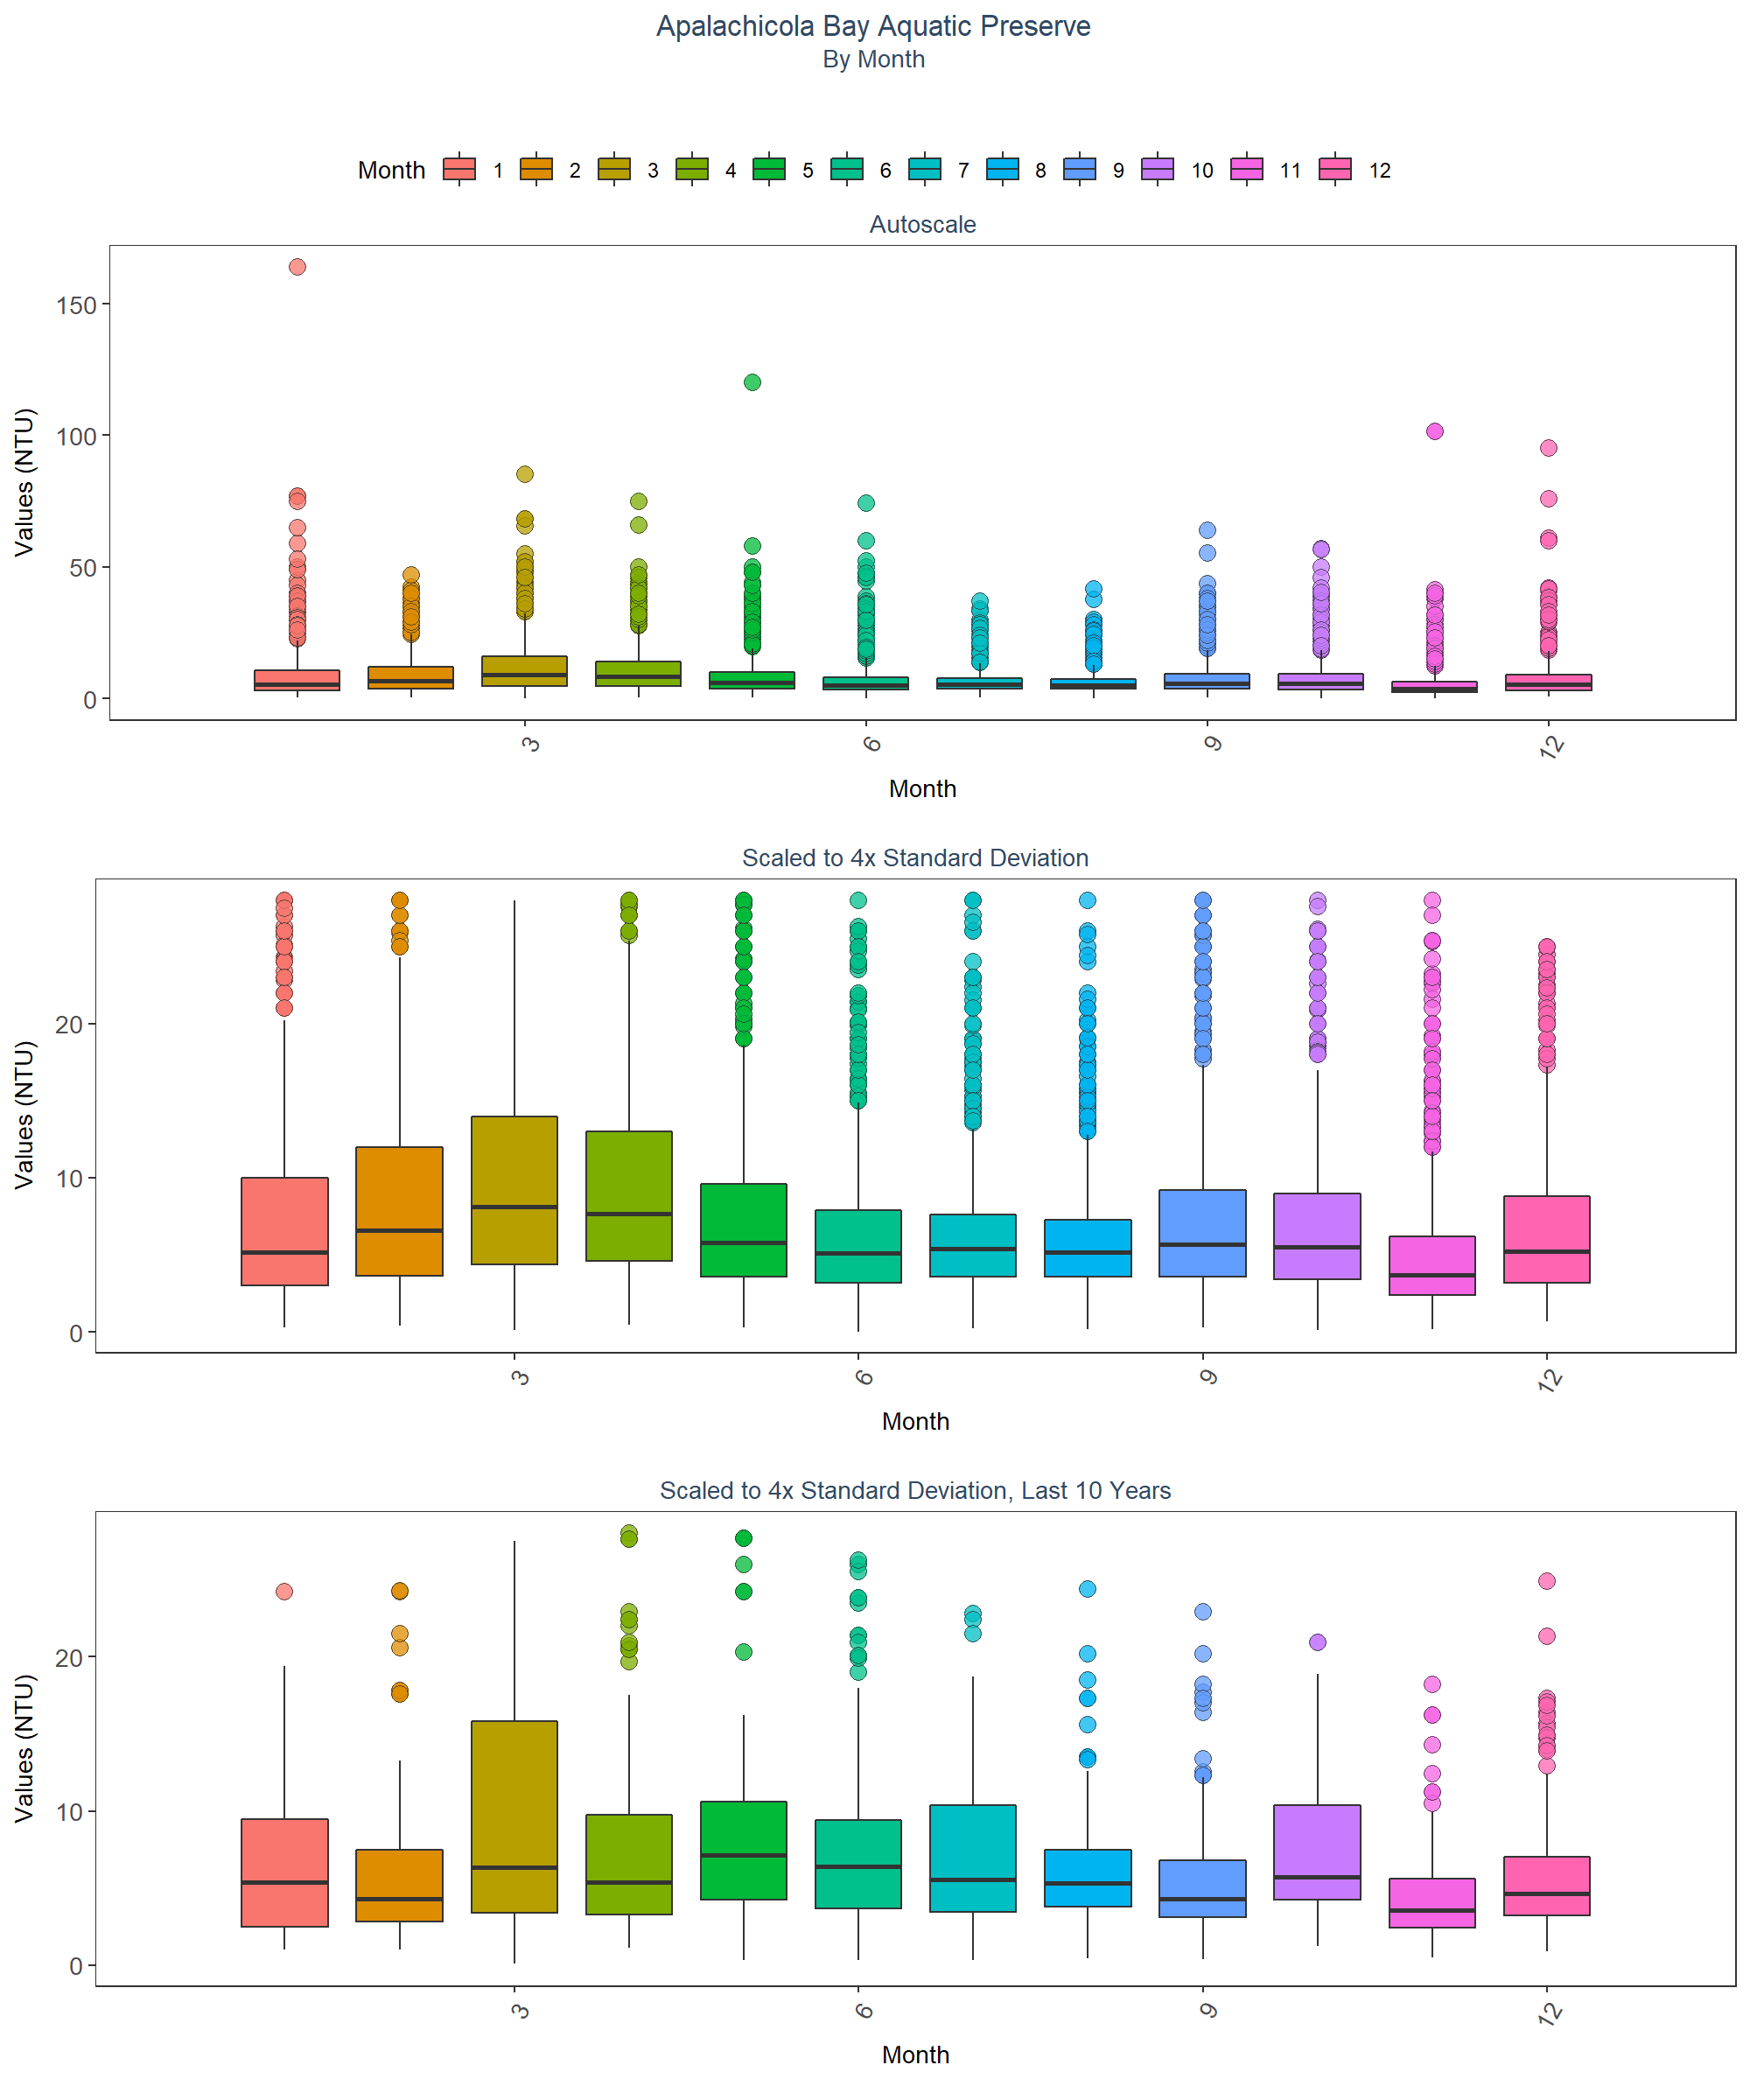 Apalachicola Bay Aquatic Preserve
By Month
Month 1 2 3 4 5 6 7 8 9 10 11 12
Autoscale
Values (NTU)
150
100
50
0
3 6 9 12
Month
Scaled to 4x Standard Deviation
Values (NTU)
20
10
0
3 6 9 12
Month
Scaled to 4x Standard Deviation, Last 10 Years
Values (NTU)
20
10
0
3 6 9 12
Month